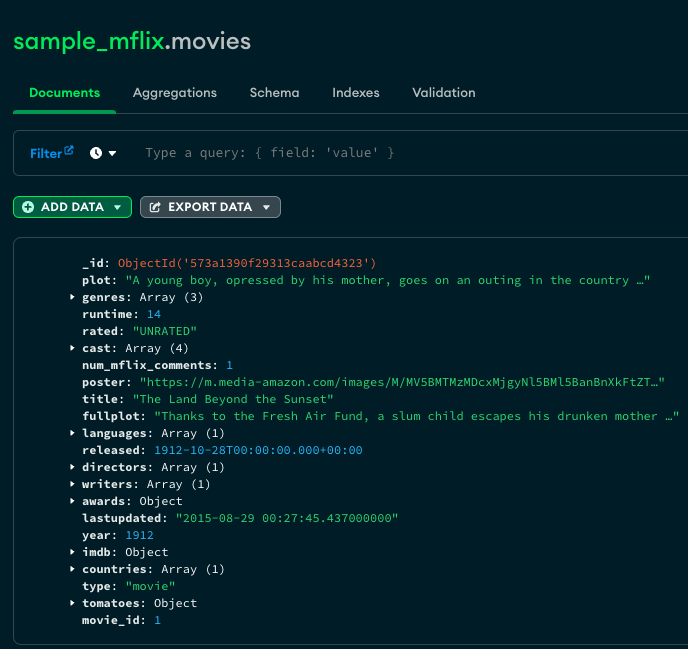 sample_mflix.movies
Documents Aggregations Schema Indexes Validation
Filter Type a query: { field: 'value' }
ADD DATA EXPORT DATA
_id: ObjectId('573a1390f29313caabcd4323')
plot: "A young boy, opressed by his mother, goes on an outing in the country …"
genres: Array (3)
runtime: 14
rated: "UNRATED"
cast: Array (4)
num_mflix_comments: 1
poster: "https://m.media-amazon.com/images/M/MV5BMTMzMDcxMjgyNl5BMl5BanBnXkFtZT…"
title: "The Land Beyond the Sunset"
fullplot: "Thanks to the Fresh Air Fund, a slum child escapes his drunken mother …"
languages: Array (1)
released: 1912-10-28T00:00:00.000+00:00
directors: Array (1)
writers: Array (1)
awards: Object
lastupdated: "2015-08-29 00:27:45.437000000"
year: 1912
imdb: Object
countries: Array (1)
type: "movie"
tomatoes: Object
movie_id: 1